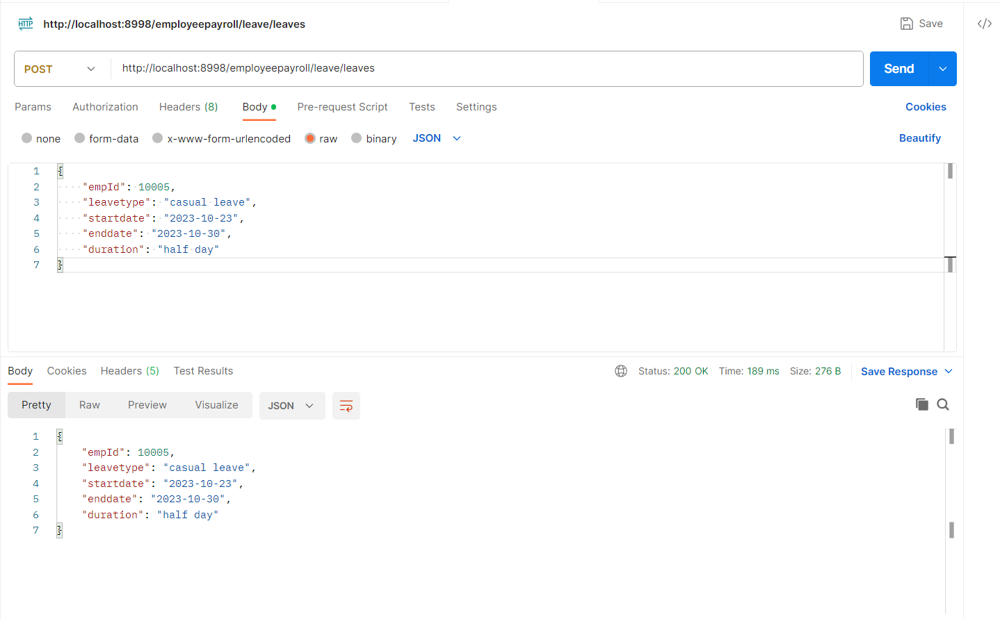 HTTP http://localhost:8998/employeepayroll/leave/leaves Save </>
POST http://localhost:8998/employeepayroll/leave/leaves Send
Params Authorization Headers (8) Body Pre-request Script Tests Settings Cookies
none form-data x-www-form-urlencoded raw binary JSON Beautify
1 {
2 "empId": 10005,
3 "leavetype": "casual leave",
4 "startdate": "2023-10-23",
5 "enddate": "2023-10-30",
6 "duration": "half day"
7 }
Body Cookies Headers (5) Test Results Status: 200 OK Time: 189 ms Size: 276 B Save Response
Pretty Raw Preview Visualize JSON
1 {
2 "empId": 10005,
3 "leavetype": "casual leave",
4 "startdate": "2023-10-23",
5 "enddate": "2023-10-30",
6 "duration": "half day"
7 }